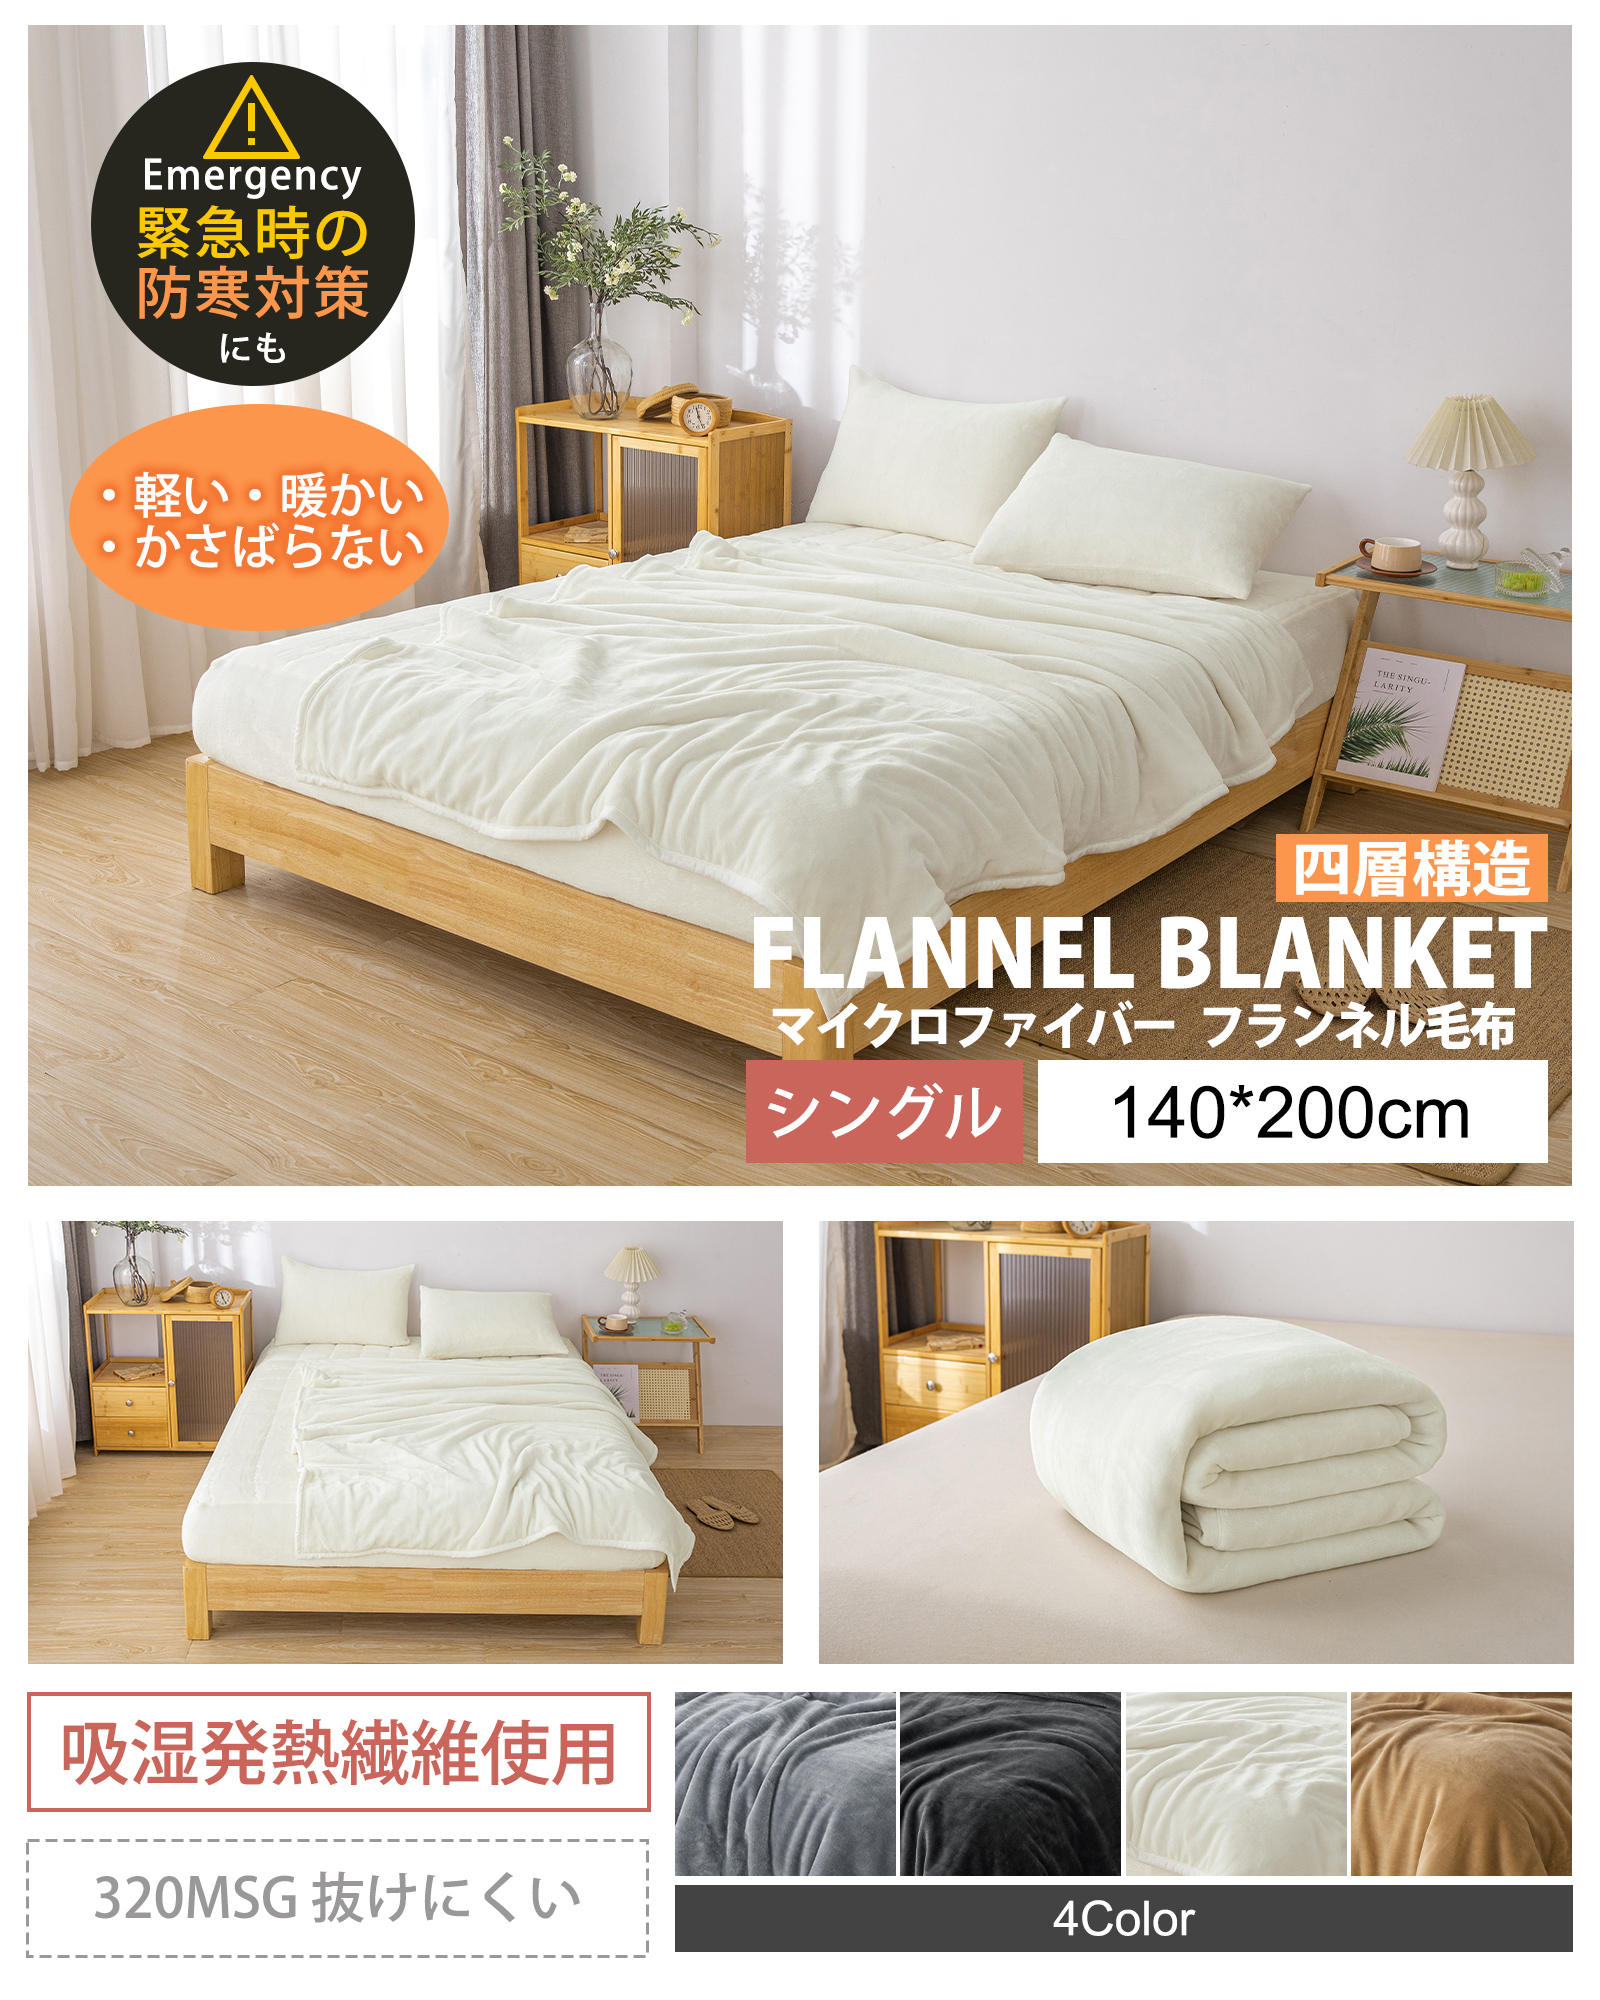 Emergency
緊急時の
防寒対策
にも
・軽い・暖かい
・かさばらない
THE SINGU-
LARITY
四層構造
FLANNEL BLANKET
マイクロファイバー フランネル毛布
シングル
140*200cm
吸湿発熱繊維使用
320MSG 抜けにくい
4Color